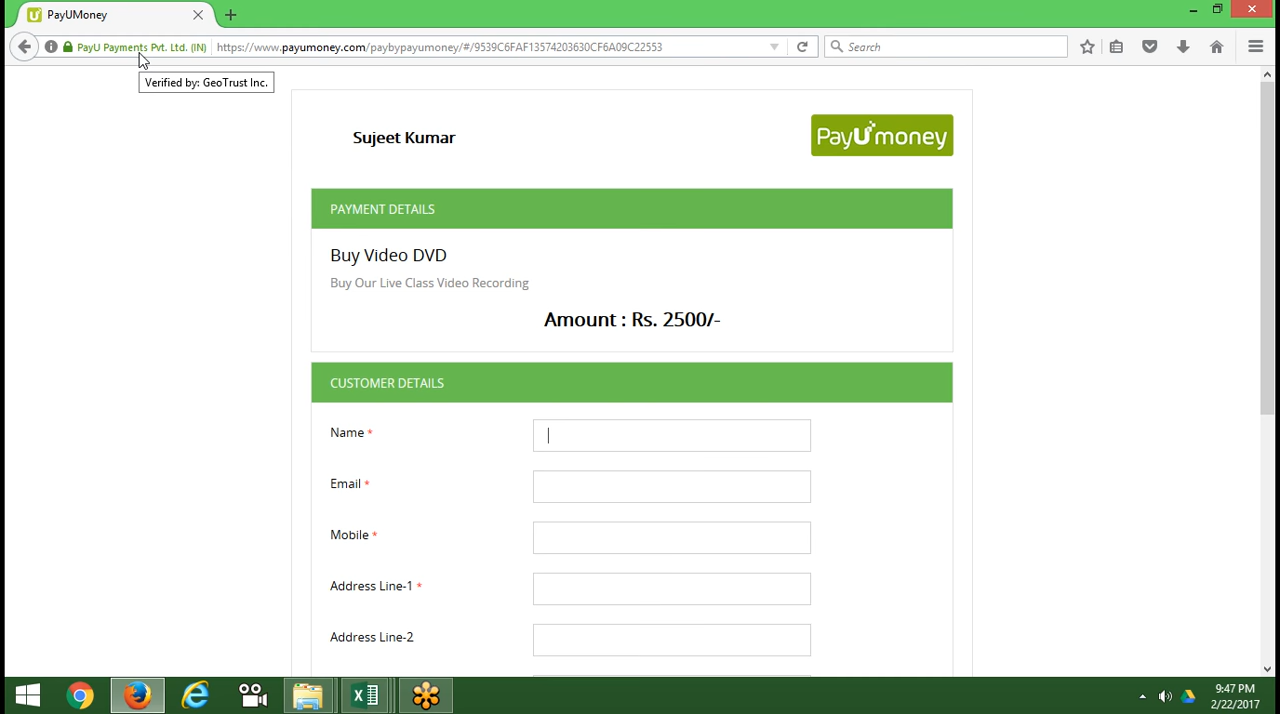 PayUMoney
PayU Payments Pvt. Ltd. (IN)
https://www.payumoney.com/paybypayumoney/#/9539C6FAF13574203630CF6A09C22553
Search
Verified by: GeoTrust Inc.
Sujeet Kumar
PayUmoney
PAYMENT DETAILS
Buy Video DVD
Buy Our Live Class Video Recording
Amount : Rs. 2500/-
CUSTOMER DETAILS
Name *
Email *
Mobile *
Address Line-1 *
Address Line-2
9:47 PM
2/22/2017